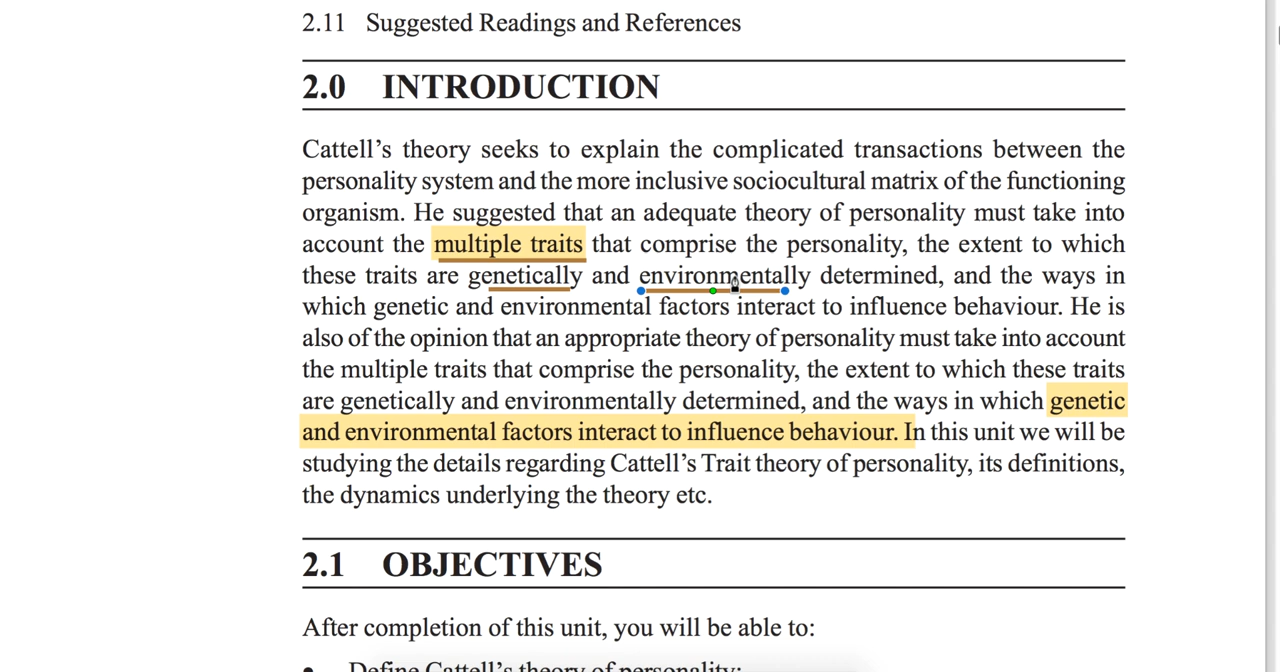 2.11 Suggested Readings and References
2.0 INTRODUCTION
Cattell’s theory seeks to explain the complicated transactions between the
personality system and the more inclusive sociocultural matrix of the functioning
organism. He suggested that an adequate theory of personality must take into
account the multiple traits that comprise the personality, the extent to which
these traits are genetically and environmentally determined, and the ways in
which genetic and environmental factors interact to influence behaviour. He is
also of the opinion that an appropriate theory of personality must take into account
the multiple traits that comprise the personality, the extent to which these traits
are genetically and environmentally determined, and the ways in which genetic
and environmental factors interact to influence behaviour. In this unit we will be
studying the details regarding Cattell’s Trait theory of personality, its definitions,
the dynamics underlying the theory etc.
2.1 OBJECTIVES
After completion of this unit, you will be able to:
• Define Cattell’s theory of personality;